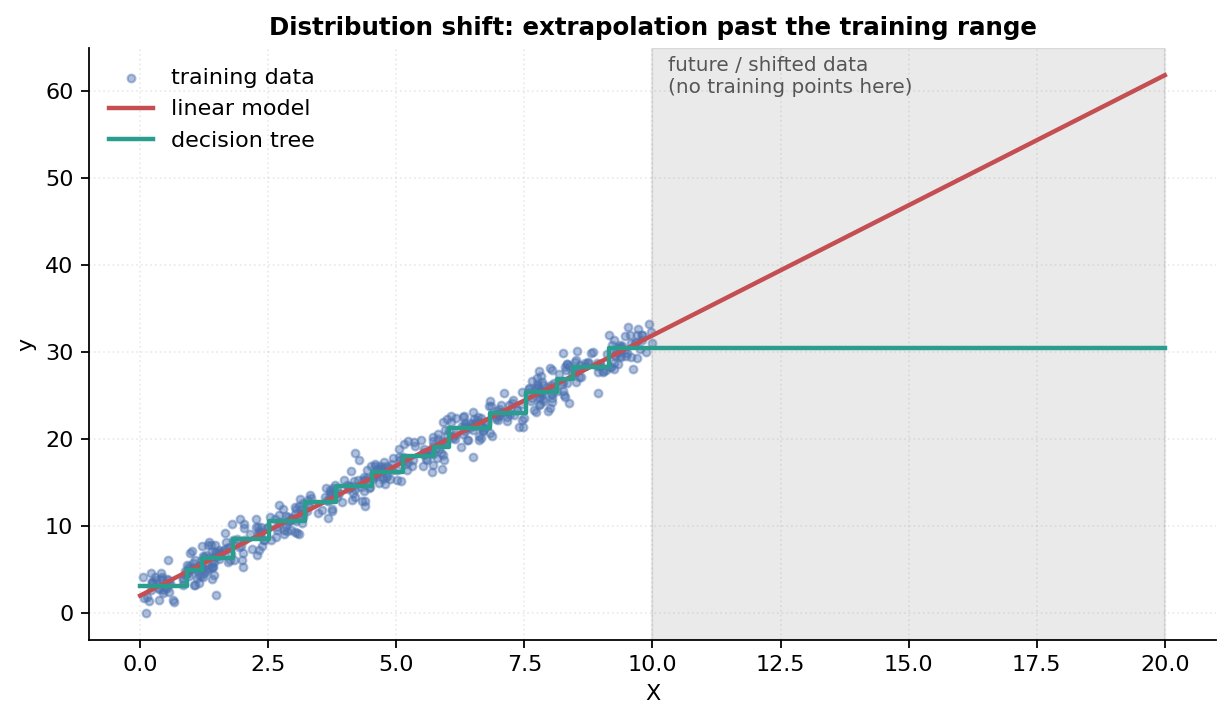 Distribution shift: extrapolation past the training range
training data
linear model
decision tree
future / shifted data
(no training points here)
60
50
40
30
20
10
0
y
0.0 2.5 5.0 7.5 10.0 12.5 15.0 17.5 20.0
X